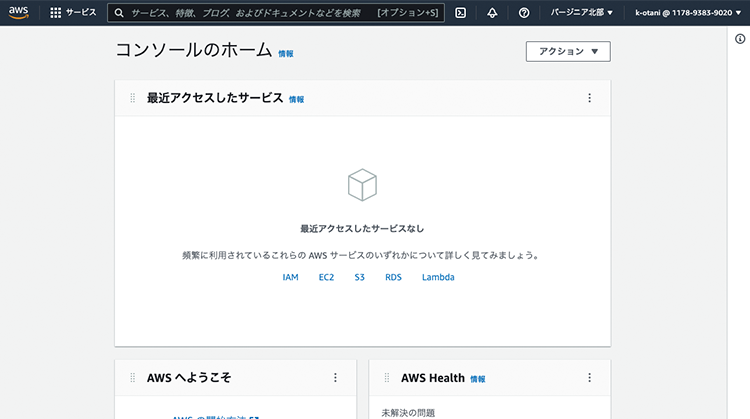 aws サービス サービス、特徴、ブログ、およびドキュメントなどを検索 [オプション+S] バージニア北部 ▼ k-otani @ 1178-9383-9020 ▼
コンソールのホーム 情報 アクション ▼
最近アクセスしたサービス 情報
最近アクセスしたサービスなし
頻繁に利用されているこれらの AWS サービスのいずれかについて詳しく見てみましょう。
IAM EC2 S3 RDS Lambda
AWS へようこそ AWS Health 情報
AWS の開始方法 未解決の問題